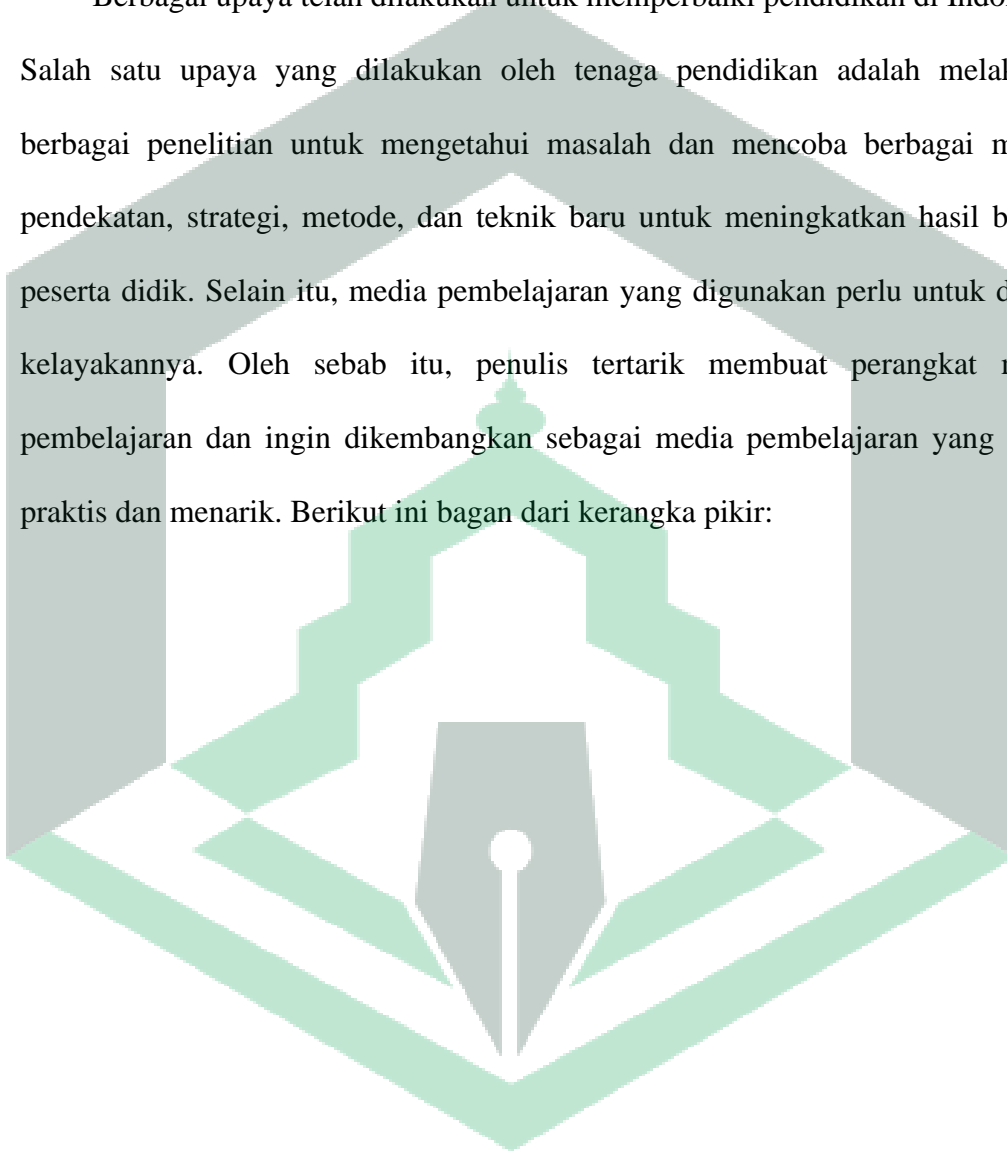 Berbagai upaya telah dilakukan untuk memperbaiki pendidikan di
Salah satu upaya yang dilakukan oleh tenaga pendidikan adalah
berbagai penelitian untuk mengetahui masalah dan mencoba berbagai
pendekatan, strategi, metode, dan teknik baru untuk meningkatkan hasil
peserta didik. Selain itu, media pembelajaran yang digunakan perlu untuk
kelayakannya. Oleh sebab itu, penulis tertarik membuat perangkat
pembelajaran dan ingin dikembangkan sebagai media pembelajaran yang
praktis dan menarik. Berikut ini bagan dari kerangka pikir: